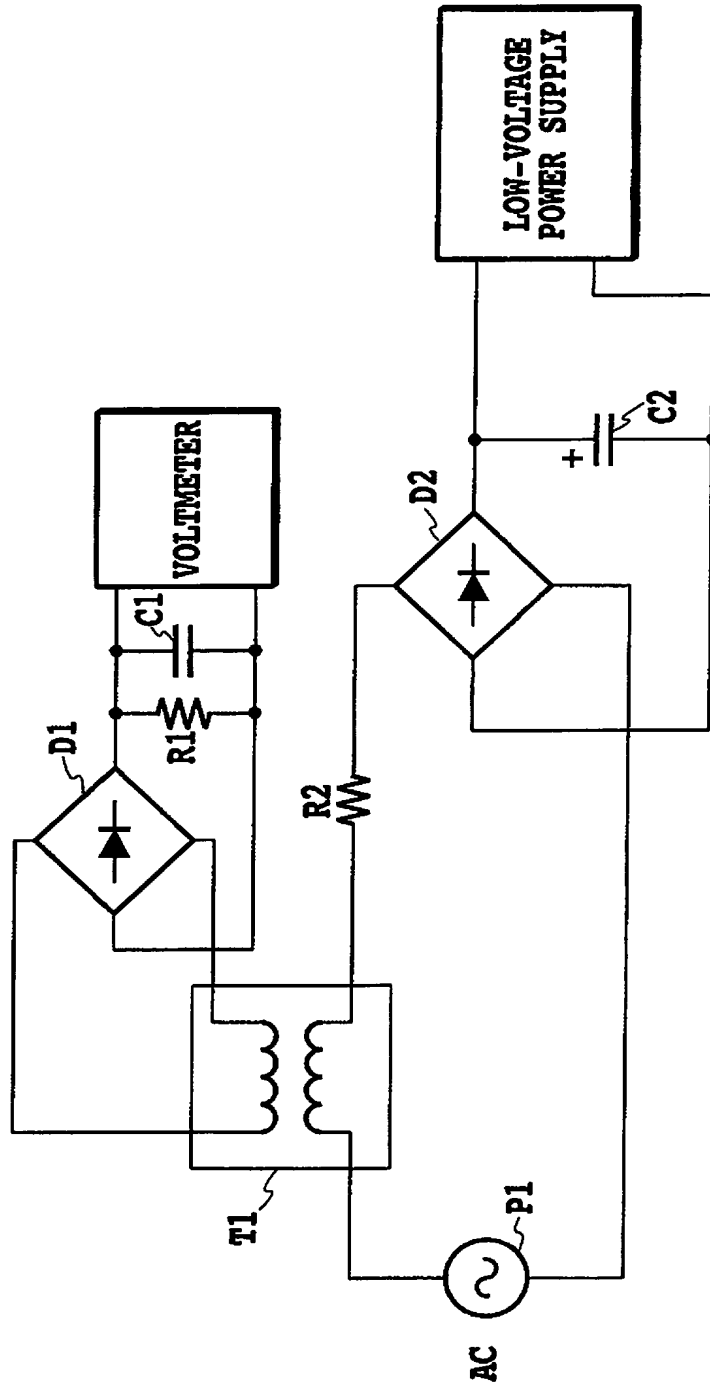 AC
P1
T1
D1
R1
C1
VOLTMETER
R2
D2
+
C2
LOW-VOLTAGE
POWER SUPPLY